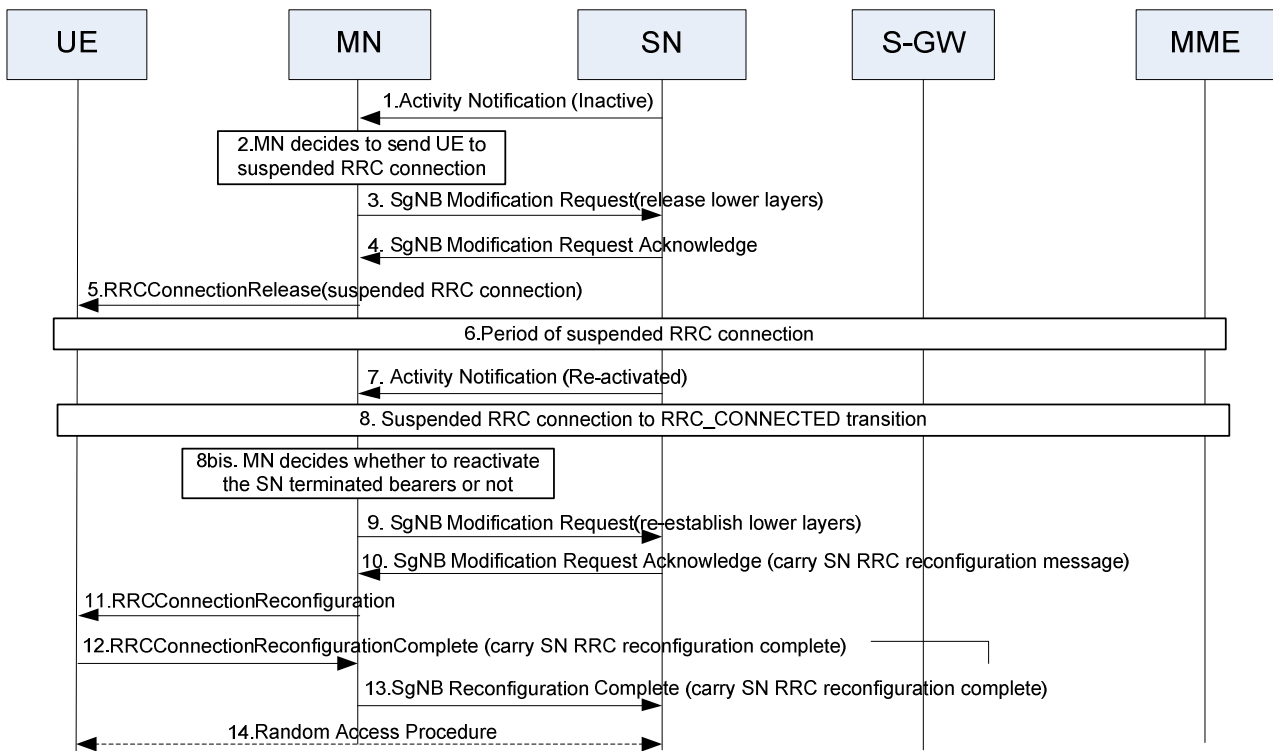 UE MN SN S-GW MME
1.Activity Notification (Inactive)
2.MN decides to send UE to
suspended RRC connection
3. SgNB Modification Request(release lower layers)
4. SgNB Modification Request Acknowledge
5.RRCConnectionRelease(suspended RRC connection)
6.Period of suspended RRC connection
7. Activity Notification (Re-activated)
8. Suspended RRC connection to RRC_CONNECTED transition
8bis. MN decides whether to reactivate
the SN terminated bearers or not
9. SgNB Modification Request(re-establish lower layers)
10. SgNB Modification Request Acknowledge (carry SN RRC reconfiguration message)
11.RRCConnectionReconfiguration
12.RRCConnectionReconfigurationComplete (carry SN RRC reconfiguration complete)
13.SgNB Reconfiguration Complete (carry SN RRC reconfiguration complete)
14.Random Access Procedure